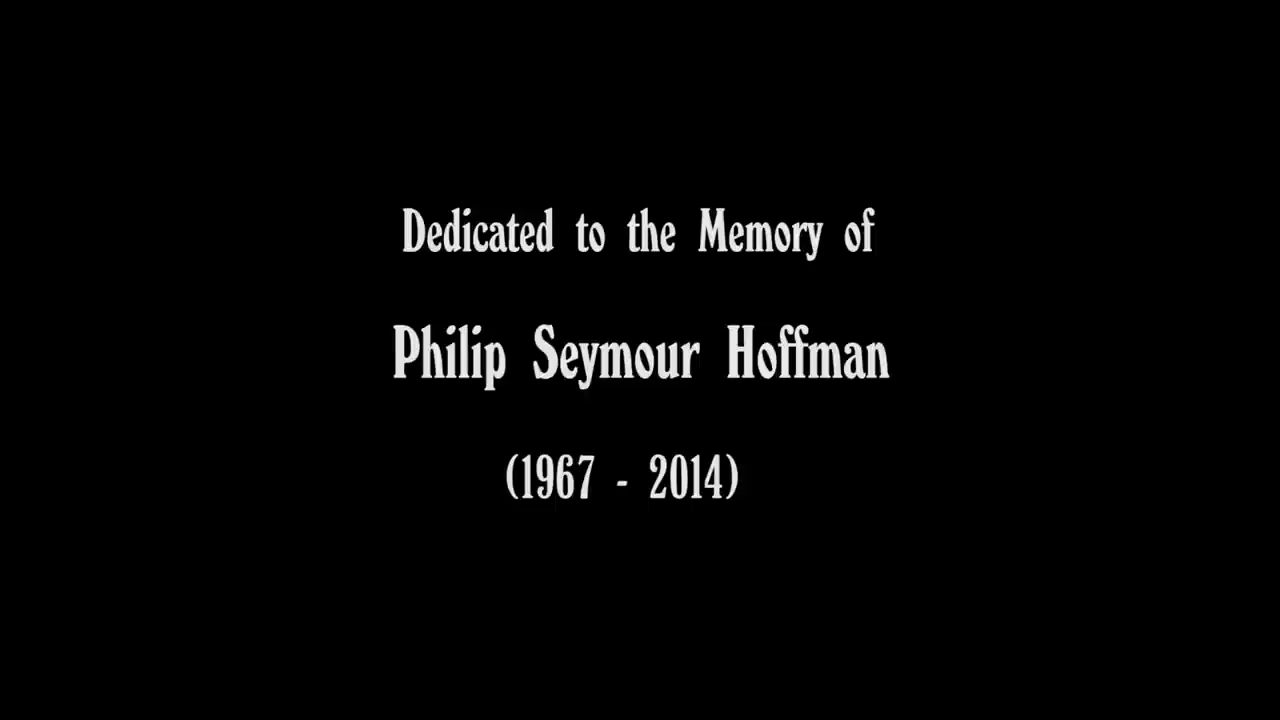 Dedicated to the Memory of
Philip Seymour Hoffman
(1967 - 2014)